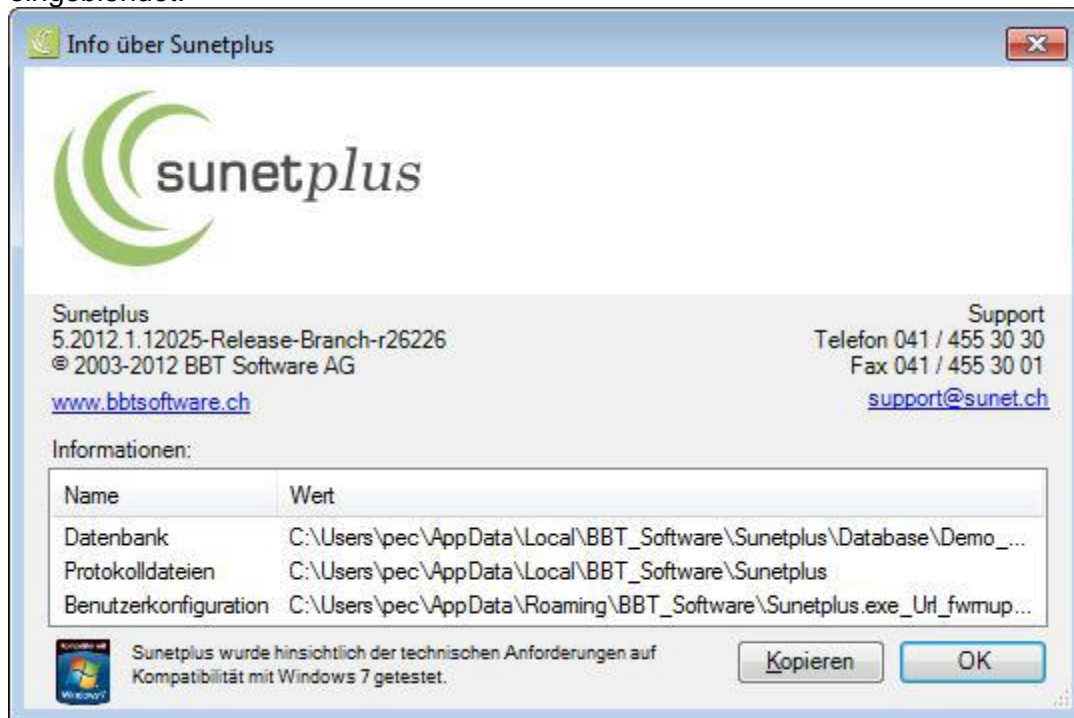 eingeblendet.
Info über Sunetplus
sunetplus
Sunetplus
5.2012.1.12025-Release-Branch-r26226
© 2003-2012 BBT Software AG
www.bbtsoftware.ch
Support
Telefon 041 / 455 30 30
Fax 041 / 455 30 01
support@sunet.ch
Informationen:
Name Wert
Datenbank C:\Users\pec\AppData\Local\BBT_Software\Sunetplus\Database\Demo_...
Protokolldateien C:\Users\pec\AppData\Local\BBT_Software\Sunetplus
Benutzerkonfiguration C:\Users\pec\AppData\Roaming\BBT_Software\Sunetplus.exe_Url_fwrnup...
Sunetplus wurde hinsichtlich der technischen Anforderungen auf
Kompatibilität mit Windows 7 getestet.
Kopieren
OK